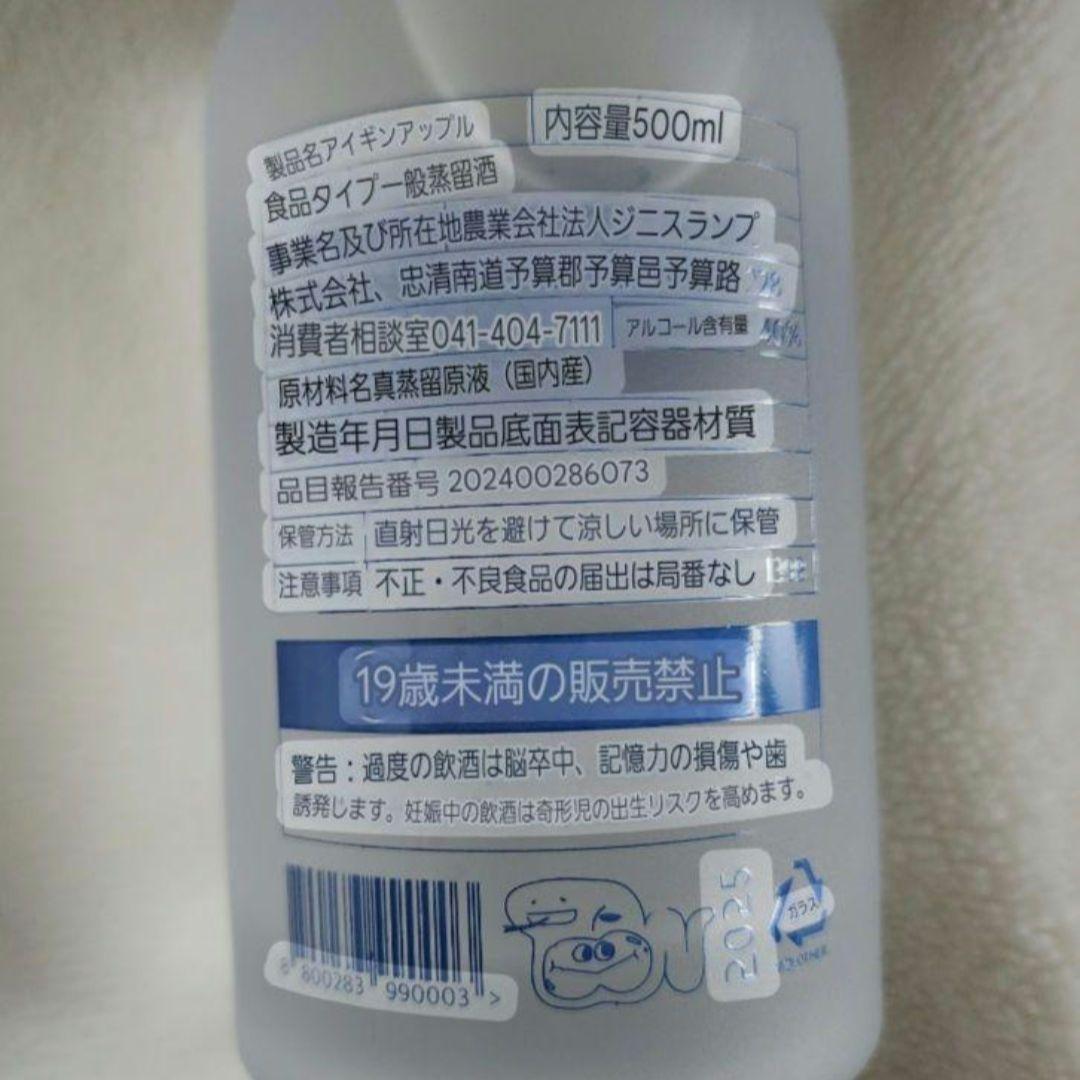 製品名アイギンアップル
内容量500ml
食品タイプ一般蒸留酒
事業名及び所在地農業会社法人ジニスランプ
株式会社、忠清南道予算郡予算邑予算路
消費者相談室041-404-7111
アルコール含有量
原材料名真蒸留原液（国内産）
製造年月日製品底面表記容器材質
品目報告番号 202400286073
保管方法 直射日光を避けて涼しい場所に保管
注意事項 不正・不良食品の届出は局番なし
19歳未満の販売禁止
警告：過度の飲酒は脳卒中、記憶力の損傷や歯
誘発じます。妊娠中の飲酒は奇形児の出生リスクを高めます。
8 800283 990003 >
2025
ガラス